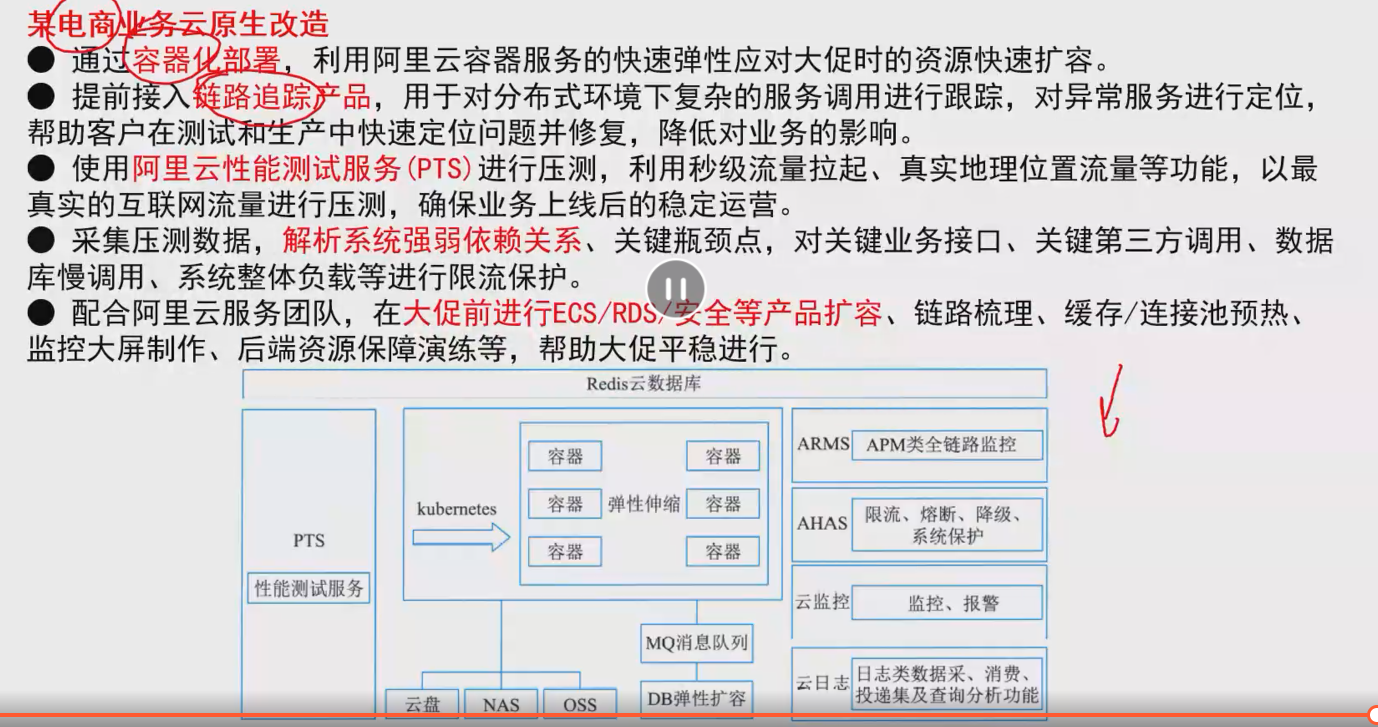 某电商业务云原生改造
● 通过容器化部署，利用阿里云容器服务的快速弹性应对大促时的资源快速扩容。
● 提前接入链路追踪产品，用于对分布式环境下复杂的服务调用进行跟踪，对异常服务进行定位，
帮助客户在测试和生产中快速定位问题并修复，降低对业务的影响。
● 使用阿里云性能测试服务(PTS)进行压测，利用秒级流量拉起、真实地理位置流量等功能，以最
真实的互联网流量进行压测，确保业务上线后的稳定运营。
● 采集压测数据，解析系统强弱依赖关系、关键瓶颈点，对关键业务接口、关键第三方调用、数据
库慢调用、系统整体负载等进行限流保护。
● 配合阿里云服务团队，在大促前进行ECS/RDS/安全等产品扩容、链路梳理、缓存/连接池预热、
监控大屏制作、后端资源保障演练等，帮助大促平稳进行。
Redis云数据库
PTS
性能测试服务
kubernetes
容器
容器
容器
弹性伸缩
容器
容器
容器
MQ消息队列
DB弹性扩容
云盘
NAS
OSS
ARMS
APM类全链路监控
AHAS
限流、熔断、降级、
系统保护
云监控
监控、报警
云日志
日志类数据采、消费、
投递集及查询分析功能